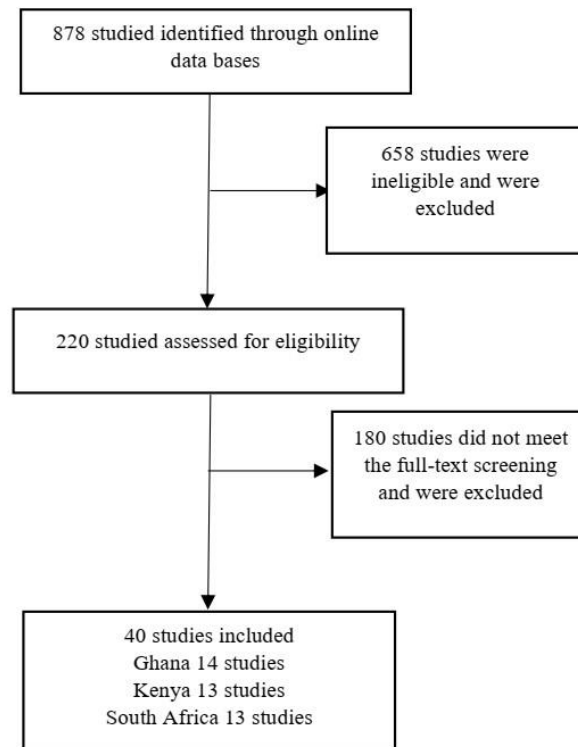 878 studied identified through online
data bases
658 studies were
ineligible and were
excluded
220 studied assessed for eligibility
180 studies did not meet
the full-text screening
and were excluded
40 studies included
Ghana 14 studies
Kenya 13 studies
South Africa 13 studies